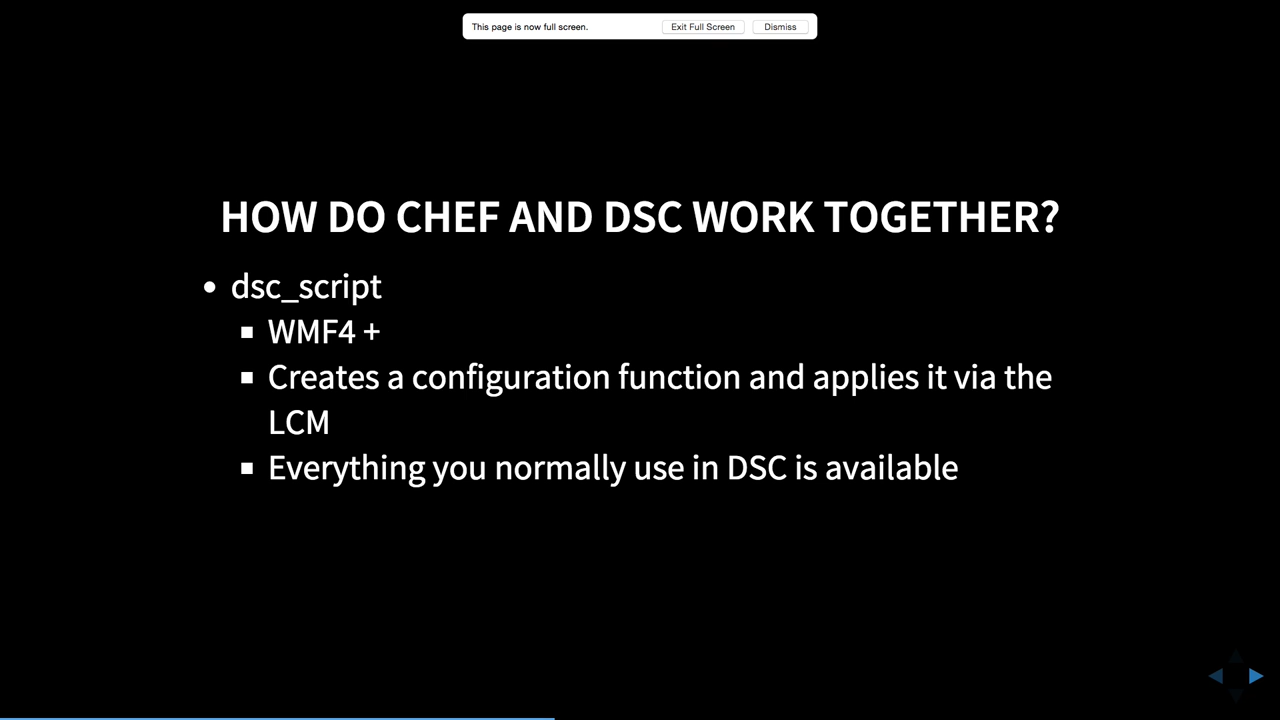 This page is now full screen. Exit Full Screen Dismiss
HOW DO CHEF AND DSC WORK TOGETHER?
dsc_script
WMF4 +
Creates a configuration function and applies it via the
LCM
Everything you normally use in DSC is available